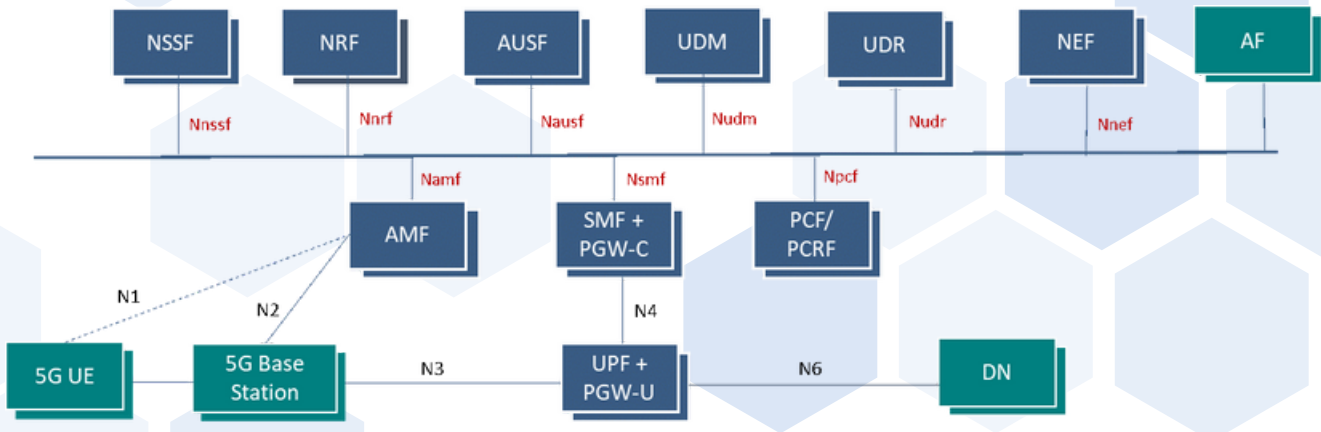 NSSF
NRF
AUSF
UDM
UDR
NEF
AF
Nnssf
Nnrf
Nausf
Nudm
Nudr
Nnef
Namf
Nsmf
Npcf
AMF
SMF +
PGW-C
PCF/
PCRF
N1
N2
N4
5G UE
5G Base
Station
N3
UPF +
PGW-U
N6
DN